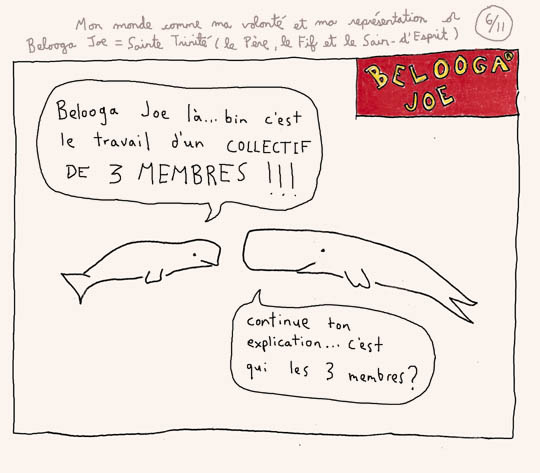 Mon monde comme ma volonté et ma représentation or
6/11
Belooga Joe = Sainte Trinité (le Père, le Fif et le Sain-d'Esprit)
BELOOGA
JOE
Belooga Joe là... bin c'est
le travail d'un COLLECTIF
DE 3 MEMBRES !!!
continue ton
explication... c'est
qui les 3 membres?